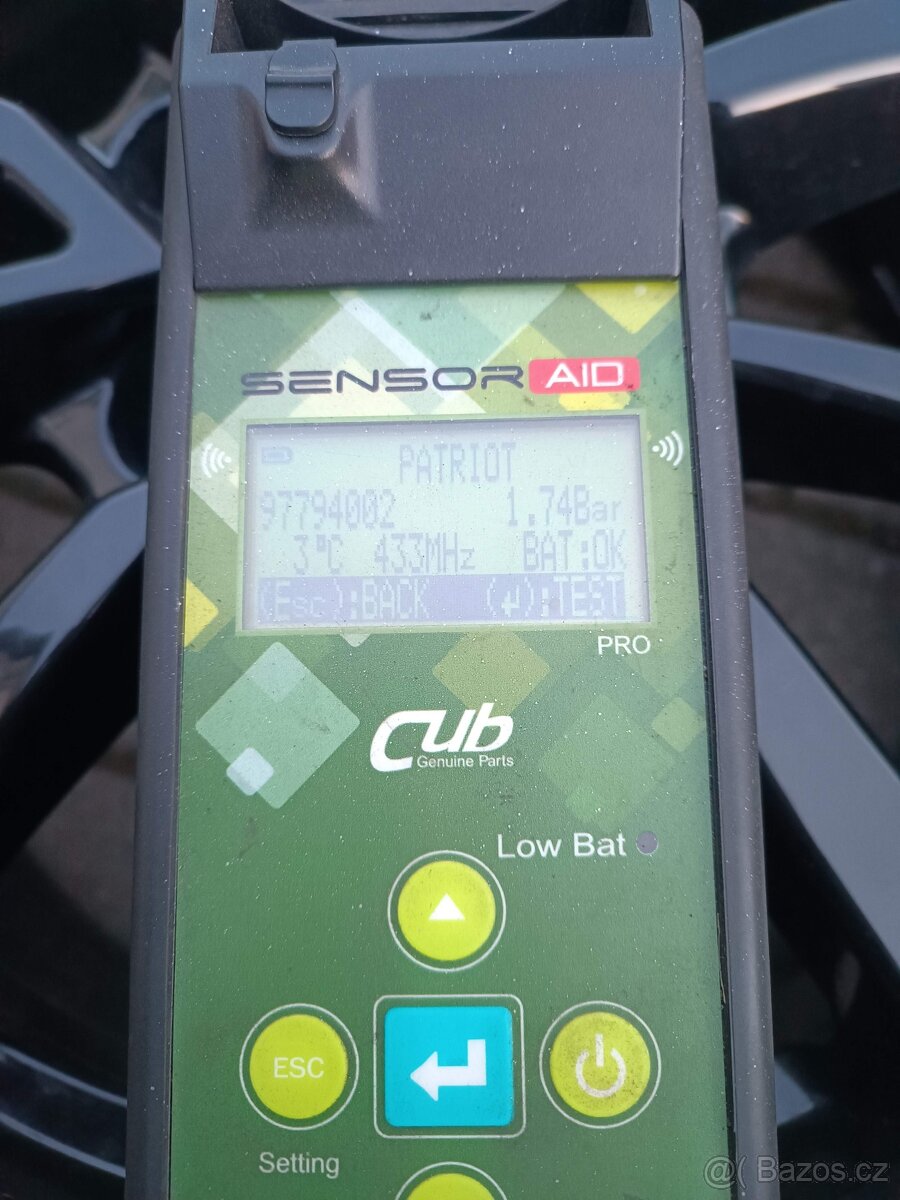 SENSOR AID
PATRIOT
97794002 1.74Bar
3°C 433MHz BAT:OK
(Esc):BACK (↵):TEST
PRO
Cub
Genuine Parts
Low Bat
ESC
Setting
@( Bazos.cz